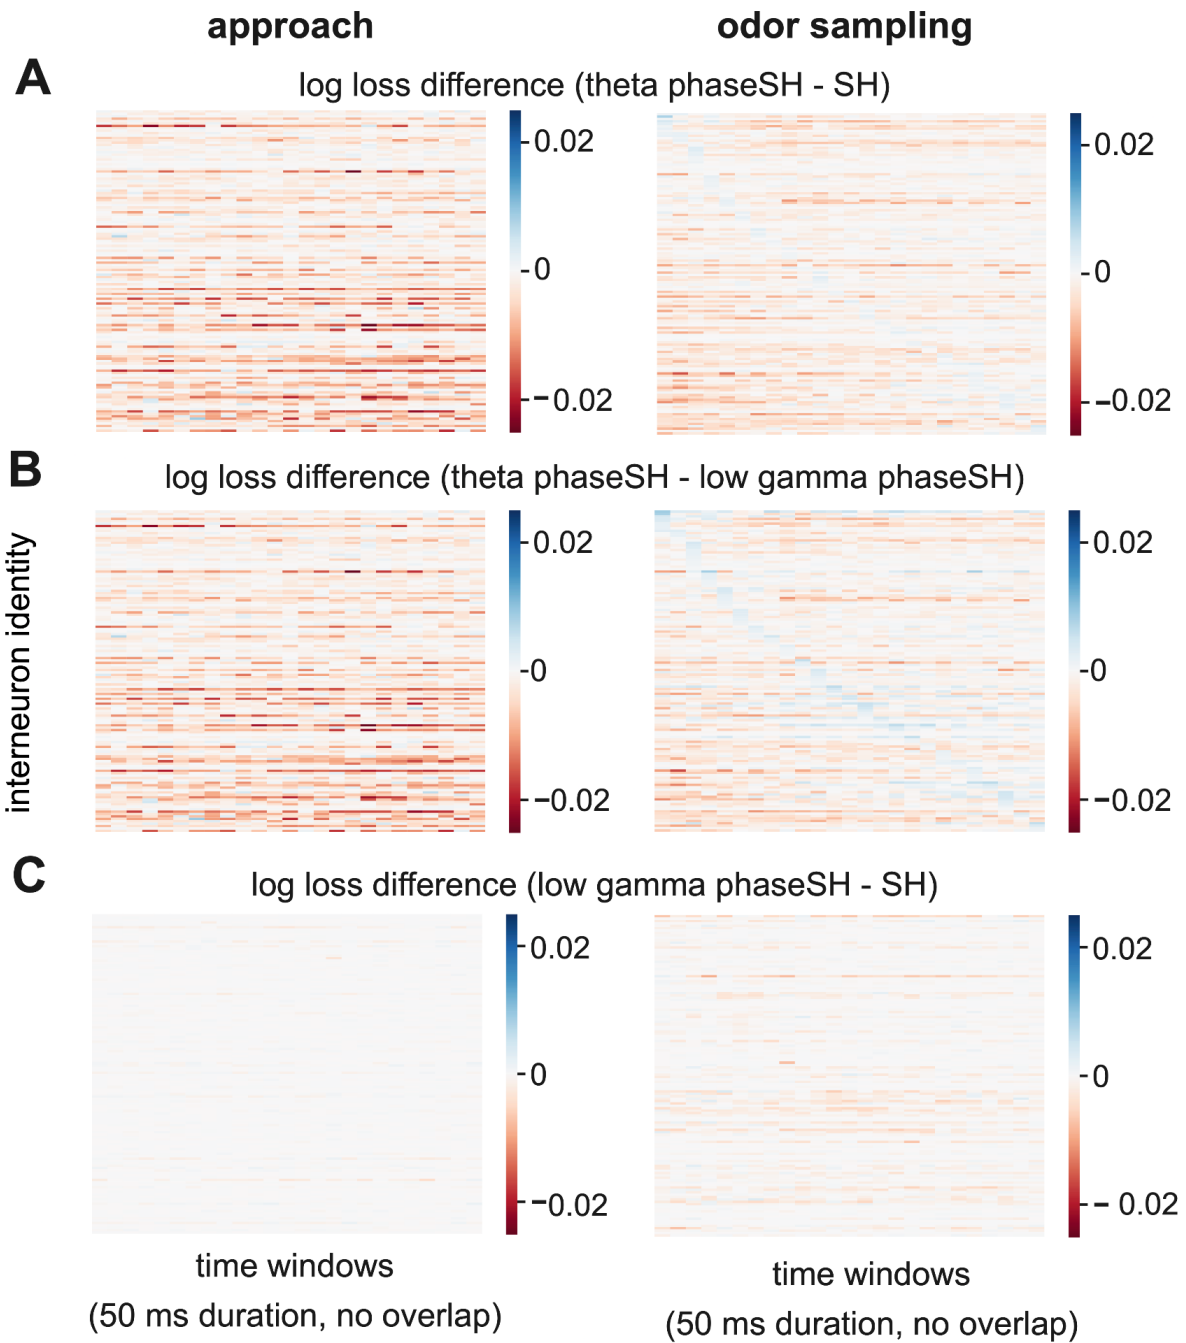 approach
odor sampling
A
log loss difference (theta phaseSH - SH)
0.02
0
−0.02
0.02
0
−0.02
B
log loss difference (theta phaseSH - low gamma phaseSH)
interneuron identity
0.02
0
−0.02
0.02
0
−0.02
C
log loss difference (low gamma phaseSH - SH)
0.02
0
−0.02
0.02
0
− 0.02
time windows
(50 ms duration, no overlap)
time windows
(50 ms duration, no overlap)